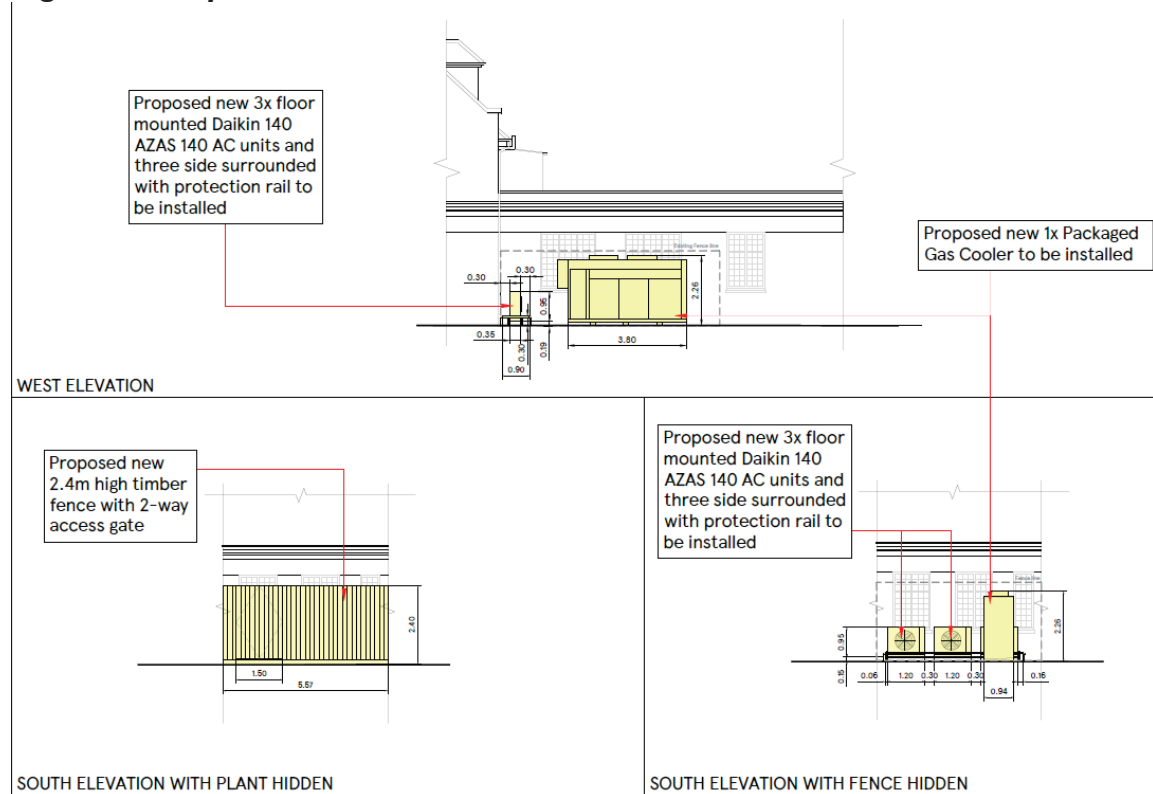 Proposed new 3x floor
mounted Daikin 140
AZAS 140 AC units and
three side surrounded
with protection rail to
be installed
Proposed new 1x Packaged
Gas Cooler to be installed
Existing Fence line
0.30
0.30
0.95
2.26
0.35
0.30
0.19
3.80
0.90
WEST ELEVATION
Proposed new
2.4m high timber
fence with 2-way
access gate
2.40
1.50
5.57
SOUTH ELEVATION WITH PLANT HIDDEN
Proposed new 3x floor
mounted Daikin 140
AZAS 140 AC units and
three side surrounded
with protection rail to
be installed
Fence line
0.95
2.26
0.15
0.06
1.20
0.30
1.20
0.30
0.94
0.16
SOUTH ELEVATION WITH FENCE HIDDEN